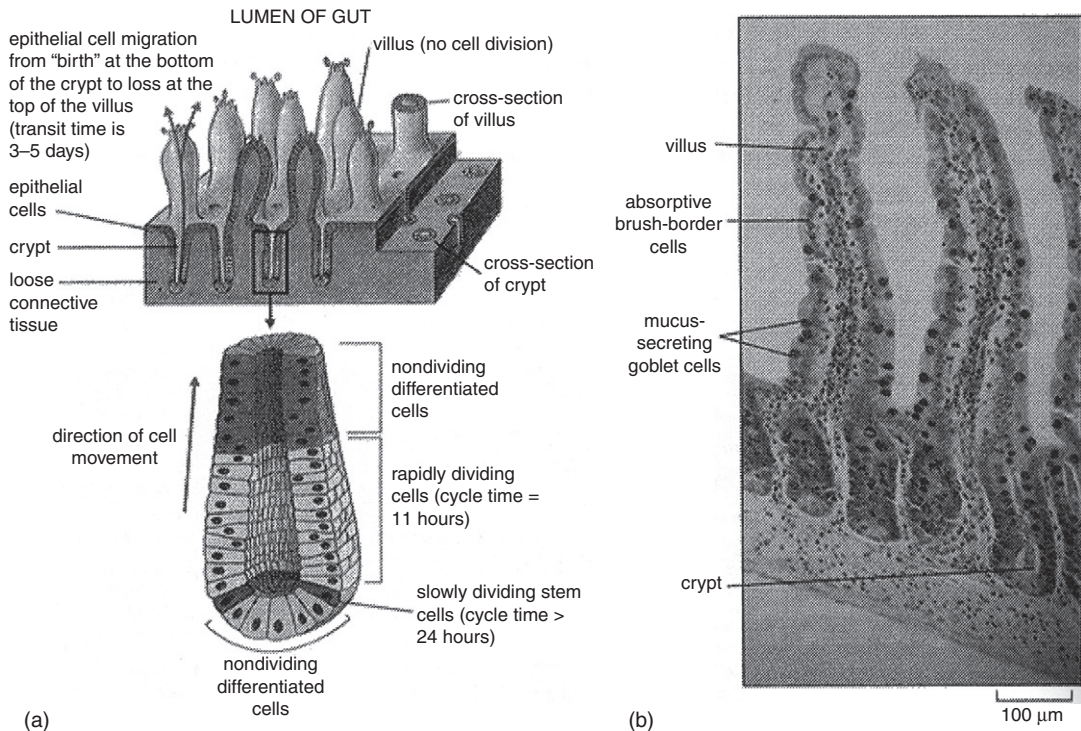 LUMEN OF GUT
epithelial cell migration
from “birth” at the bottom
of the crypt to loss at the
top of the villus
(transit time is
3–5 days)
villus (no cell division)
cross-section
of villus
epithelial
cells
crypt
loose
connective
tissue
cross-section
of crypt
direction of cell
movement
nondividing
differentiated
cells
rapidly dividing
cells (cycle time =
11 hours)
slowly dividing stem
cells (cycle time >
24 hours)
nondividing
differentiated
cells
(a)
villus
absorptive
brush-border
cells
mucus-
secreting
goblet cells
crypt
100 μm
(b)